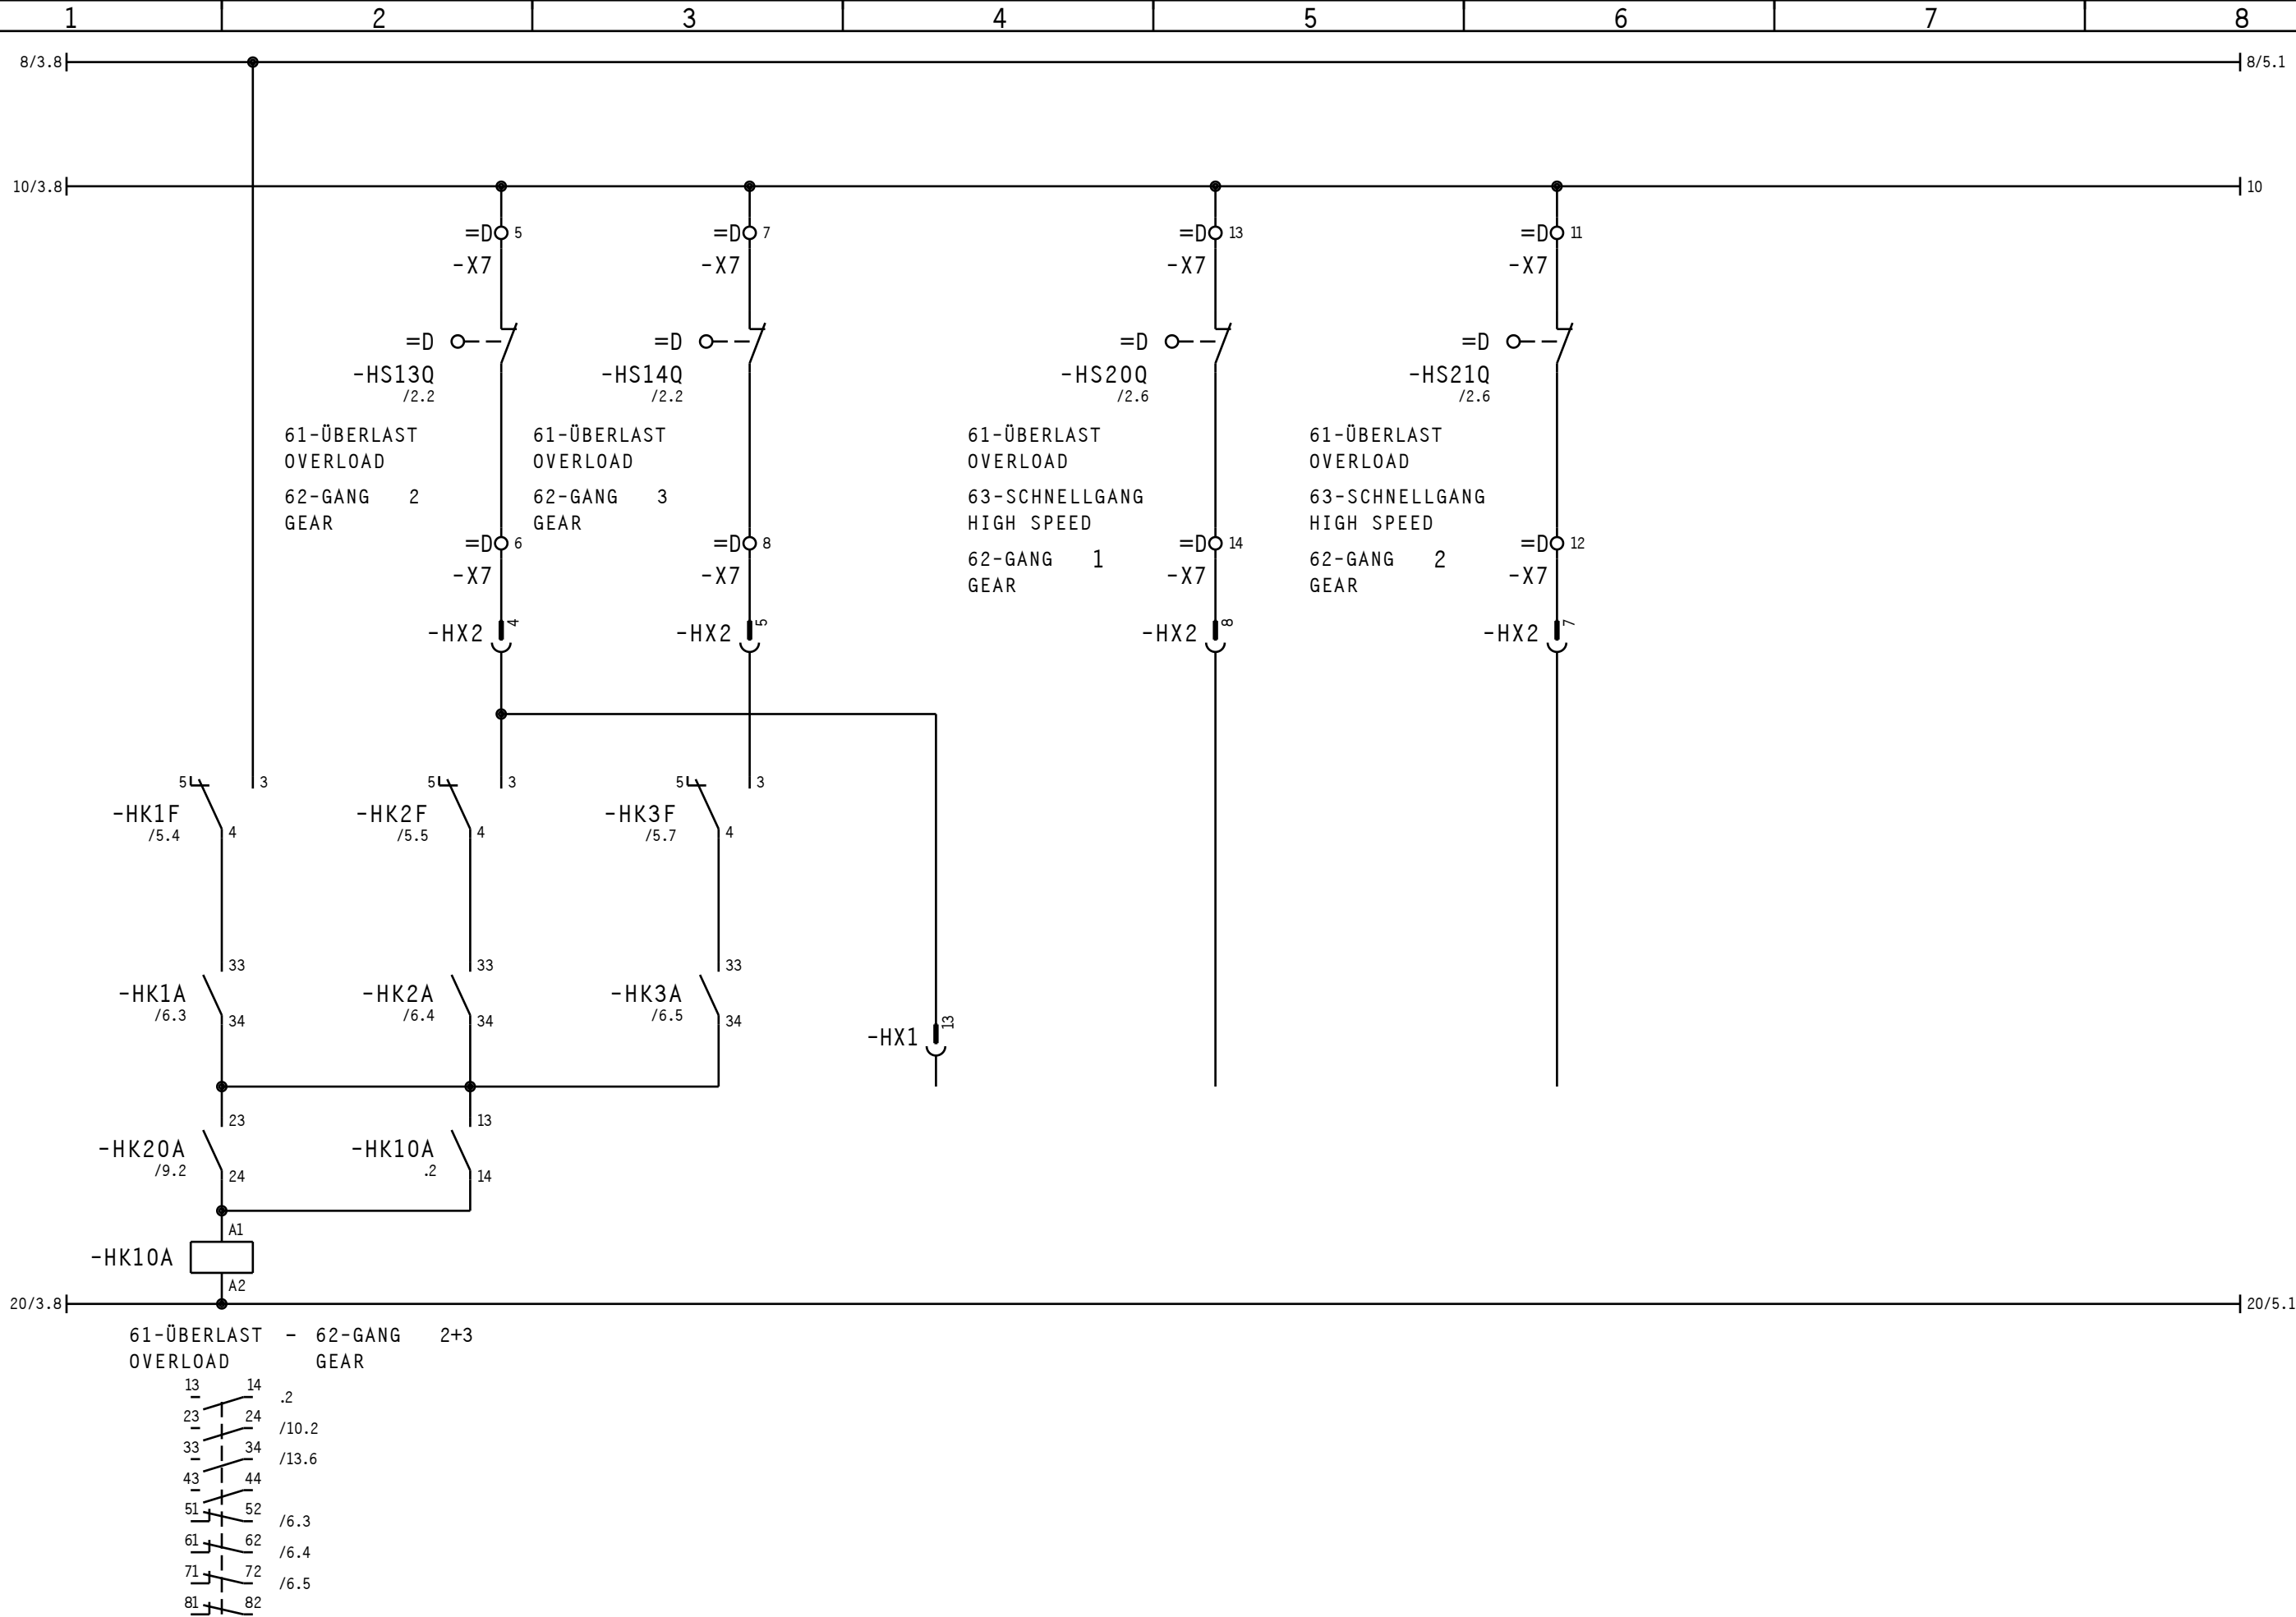 1 2 3 4 5 6 7 8
8/3.8 8/5.1
10/3.8 10
=D 5 =D 7 =D 13 =D 11
-X7 -X7 -X7 -X7
=D =D =D =D
-HS13Q -HS14Q -HS20Q -HS21Q
/2.2 /2.2 /2.6 /2.6
61-ÜBERLAST 61-ÜBERLAST 61-ÜBERLAST 61-ÜBERLAST
OVERLOAD OVERLOAD OVERLOAD OVERLOAD
62-GANG 2 62-GANG 3 63-SCHNELLGANG 63-SCHNELLGANG
GEAR GEAR HIGH SPEED HIGH SPEED
=D 6 =D 8 62-GANG 1 =D 14 62-GANG 2 =D 12
-X7 -X7 GEAR -X7 GEAR -X7
-HX2 4 -HX2 5 -HX2 8 -HX2 7
5 3 5 3 5 3
-HK1F 4 -HK2F 4 -HK3F 4
/5.4 /5.5 /5.7
33 33 33
-HK1A -HK2A -HK3A
/6.3 34 /6.4 34 /6.5 34
-HX1 13
23 13
-HK20A -HK10A
/9.2 24 .2 14
A1
-HK10A
A2
20/3.8 20/5.1
61-ÜBERLAST - 62-GANG 2+3
OVERLOAD GEAR
13 14 .2
23 24 /10.2
33 34 /13.6
43 44
51 52 /6.3
61 62 /6.4
71 72 /6.5
81 82